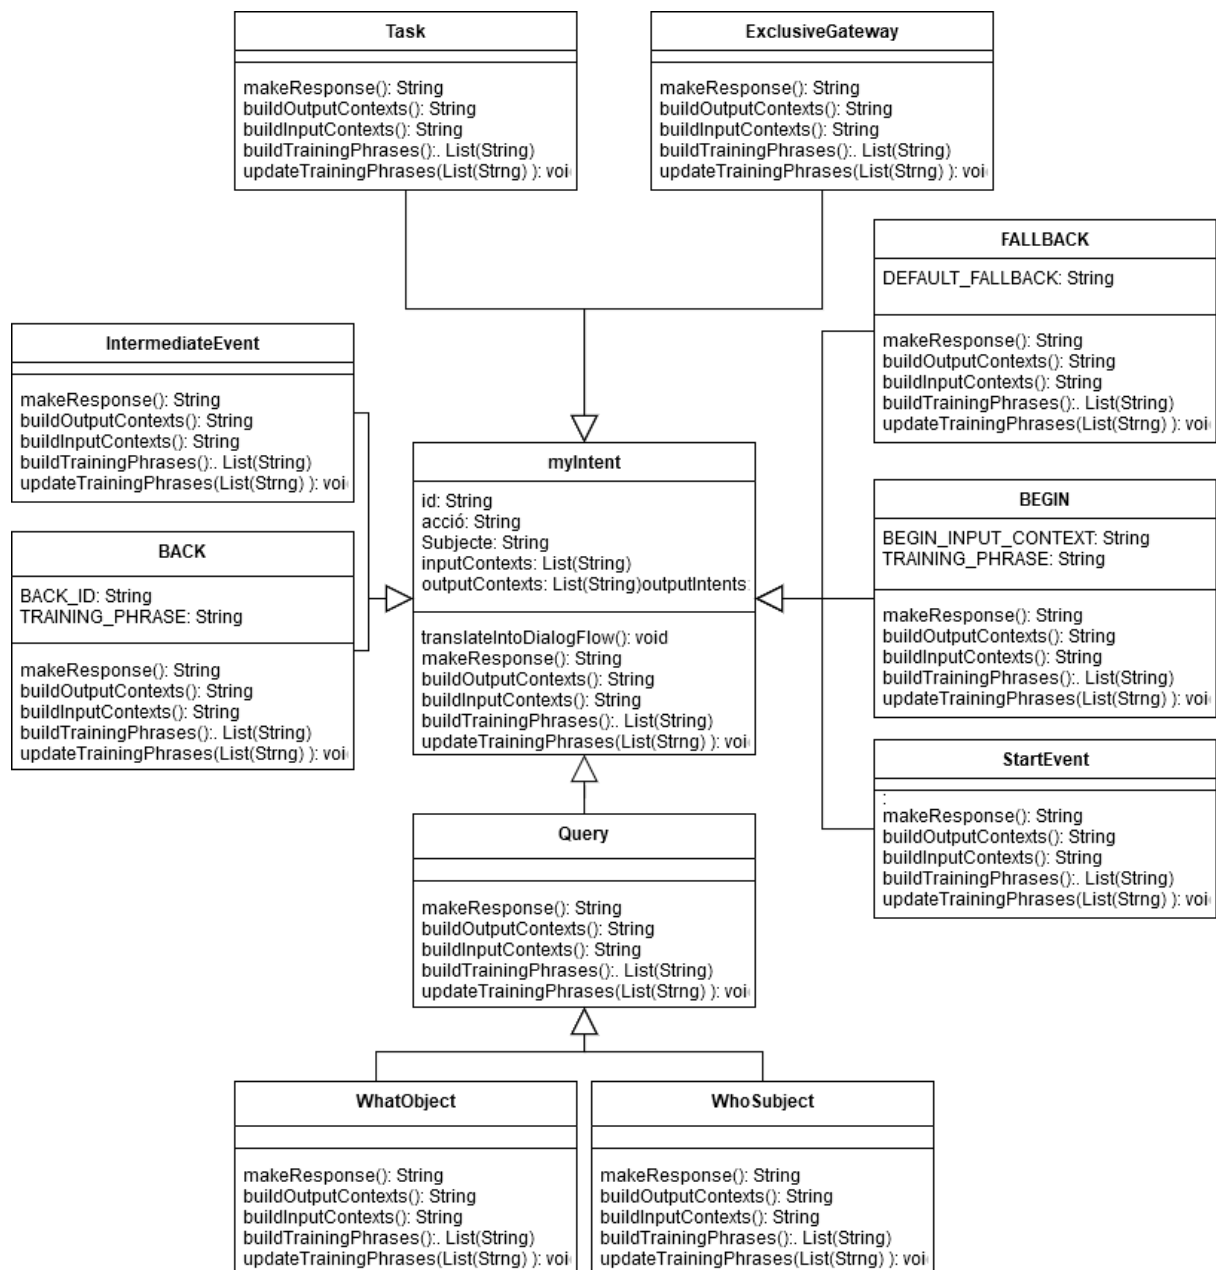 Task
makeResponse(): String
buildOutputContexts(): String
buildInputContexts(): String
buildTrainingPhrases():. List(String)
updateTrainingPhrases(List(Strng) ): voi
ExclusiveGateway
makeResponse(): String
buildOutputContexts(): String
buildInputContexts(): String
buildTrainingPhrases():. List(String)
updateTrainingPhrases(List(Strng) ): voi
FALLBACK
DEFAULT_FALLBACK: String
makeResponse(): String
buildOutputContexts(): String
buildInputContexts(): String
buildTrainingPhrases():. List(String)
updateTrainingPhrases(List(Strng) ): voi
IntermediateEvent
makeResponse(): String
buildOutputContexts(): String
buildInputContexts(): String
buildTrainingPhrases():. List(String)
updateTrainingPhrases(List(Strng) ): voi
myIntent
id: String
acció: String
Subjecte: String
inputContexts: List(String)
outputContexts: List(String)outputIntents:
translateIntoDialogFlow(): void
makeResponse(): String
buildOutputContexts(): String
buildInputContexts(): String
buildTrainingPhrases():. List(String)
updateTrainingPhrases(List(Strng) ): voi
BEGIN
BEGIN_INPUT_CONTEXT: String
TRAINING_PHRASE: String
makeResponse(): String
buildOutputContexts(): String
buildInputContexts(): String
buildTrainingPhrases():. List(String)
updateTrainingPhrases(List(Strng) ): voi
BACK
BACK_ID: String
TRAINING_PHRASE: String
makeResponse(): String
buildOutputContexts(): String
buildInputContexts(): String
buildTrainingPhrases():. List(String)
updateTrainingPhrases(List(Strng) ): voi
StartEvent
:
makeResponse(): String
buildOutputContexts(): String
buildInputContexts(): String
buildTrainingPhrases():. List(String)
updateTrainingPhrases(List(Strng) ): voi
Query
makeResponse(): String
buildOutputContexts(): String
buildInputContexts(): String
buildTrainingPhrases():. List(String)
updateTrainingPhrases(List(Strng) ): voi
WhatObject
makeResponse(): String
buildOutputContexts(): String
buildInputContexts(): String
buildTrainingPhrases():. List(String)
updateTrainingPhrases(List(Strng) ): voi
WhoSubject
makeResponse(): String
buildOutputContexts(): String
buildInputContexts(): String
buildTrainingPhrases():. List(String)
updateTrainingPhrases(List(Strng) ): voi